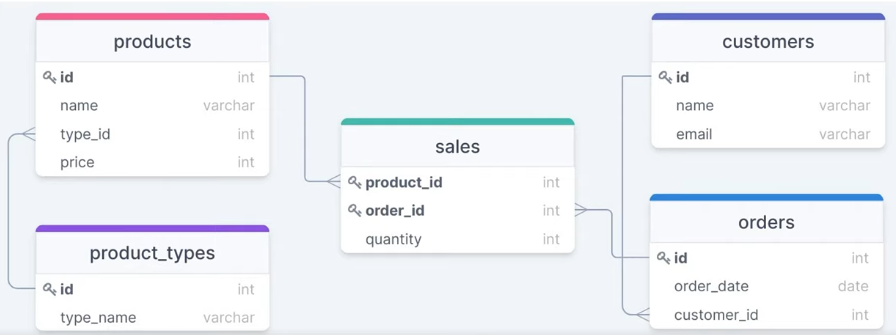 products
id int
name varchar
type_id int
price int
product_types
id int
type_name varchar
sales
product_id int
order_id int
quantity int
customers
id int
name varchar
email varchar
orders
id int
order_date date
customer_id int